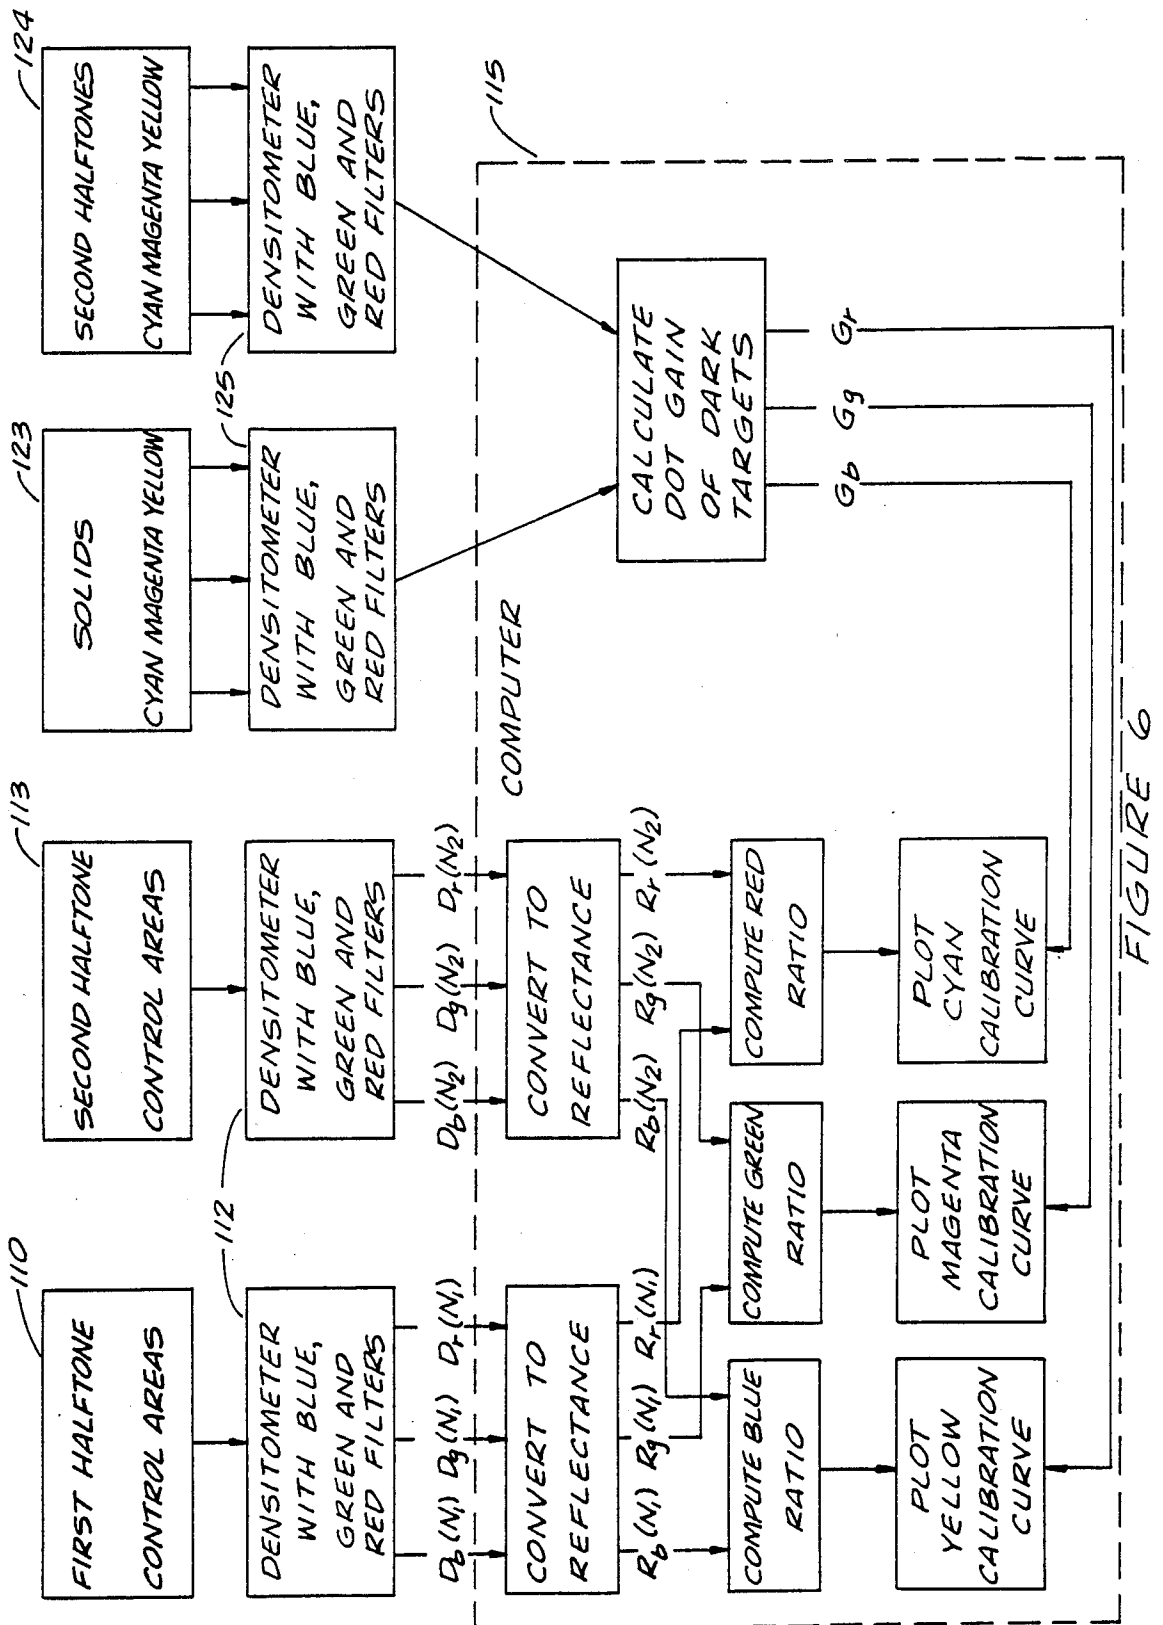 110
FIRST HALFTONE
CONTROL AREAS
113
SECOND HALFTONE
CONTROL AREAS
123
SOLIDS
CYAN MAGENTA YELLOW
124
SECOND HALFTONES
CYAN MAGENTA YELLOW
112
DENSITOMETER
WITH BLUE,
GREEN AND
RED FILTERS
DENSITOMETER
WITH BLUE,
GREEN AND
RED FILTERS
125
DENSITOMETER
WITH BLUE,
GREEN AND
RED FILTERS
DENSITOMETER
WITH BLUE,
GREEN AND
RED FILTERS
Db(N1) Dg(N1) Dr(N1)
Db(N2) Dg(N2) Dr(N2)
115
COMPUTER
CONVERT TO
REFLECTANCE
CONVERT TO
REFLECTANCE
CALCULATE
DOT GAIN
OF DARK
TARGETS
Rb(N1) Rg(N1) Rr(N1)
Rb(N2) Rg(N2) Rr(N2)
Gb Gg Gr
COMPUTE BLUE
RATIO
COMPUTE GREEN
RATIO
COMPUTE RED
RATIO
PLOT
YELLOW
CALIBRATION
CURVE
PLOT
MAGENTA
CALIBRATION
CURVE
PLOT
CYAN
CALIBRATION
CURVE
FIGURE 6